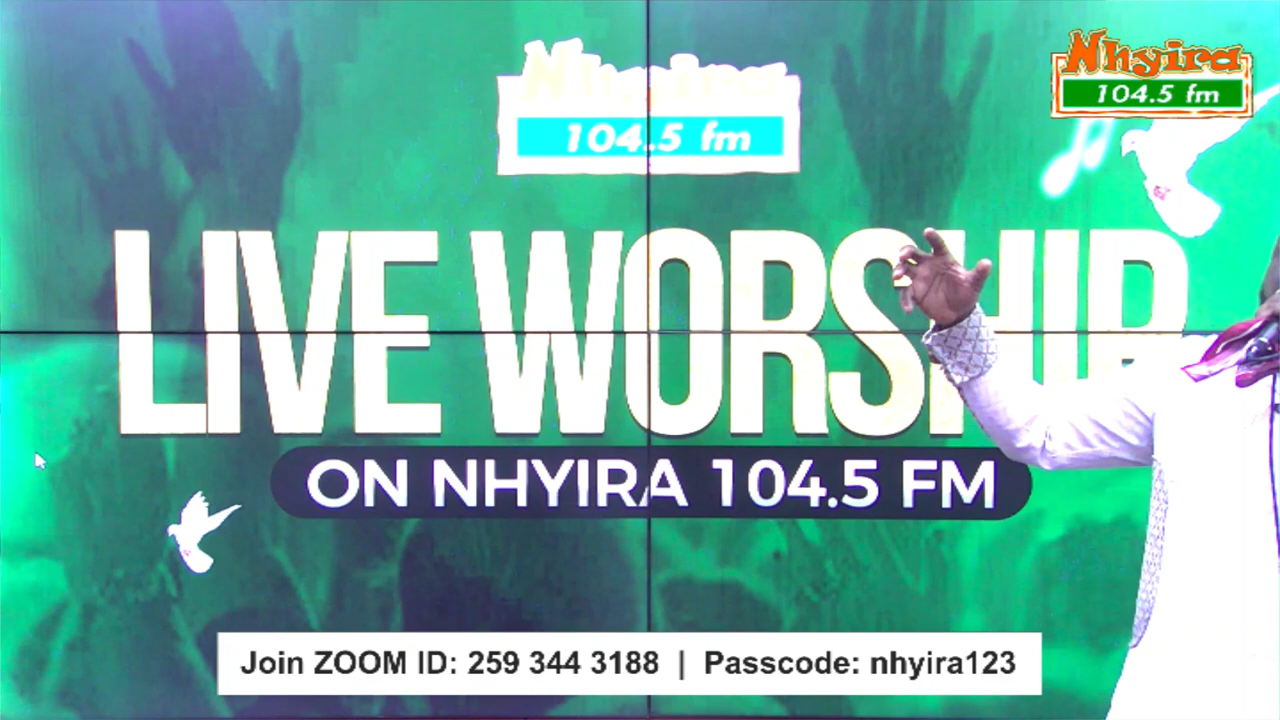 Nhyira
104.5 fm
Nhyira
104.5 fm
LIVE WORSHIP
ON NHYIRA 104.5 FM
Join ZOOM ID: 259 344 3188 | Passcode: nhyira123